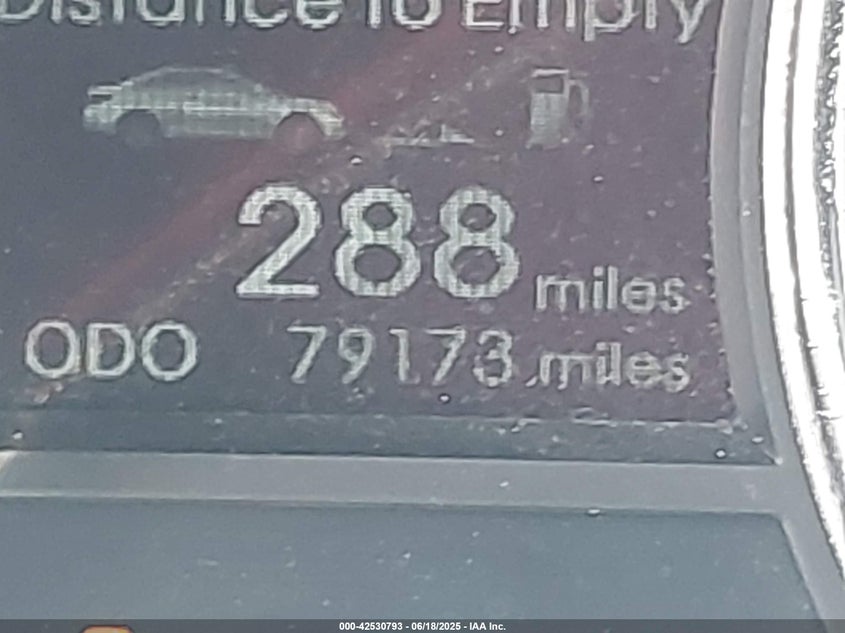 Distance To Empty
288 miles
ODO 79173 miles
000-42530793 - 06/18/2025 - IAA Inc.